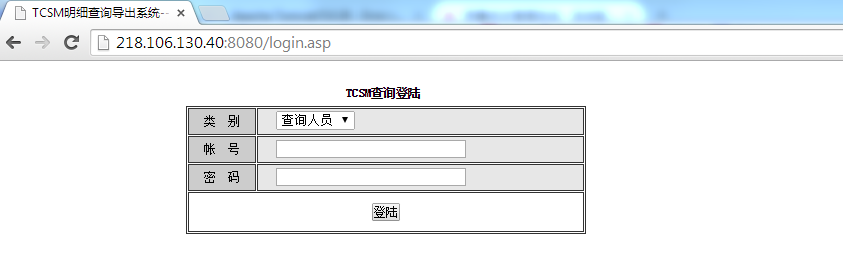 TCSM明细查询导出系统--
218.106.130.40:8080/login.asp
TCSM查询登陆
类 别 查询人员
帐 号
密 码
登陆